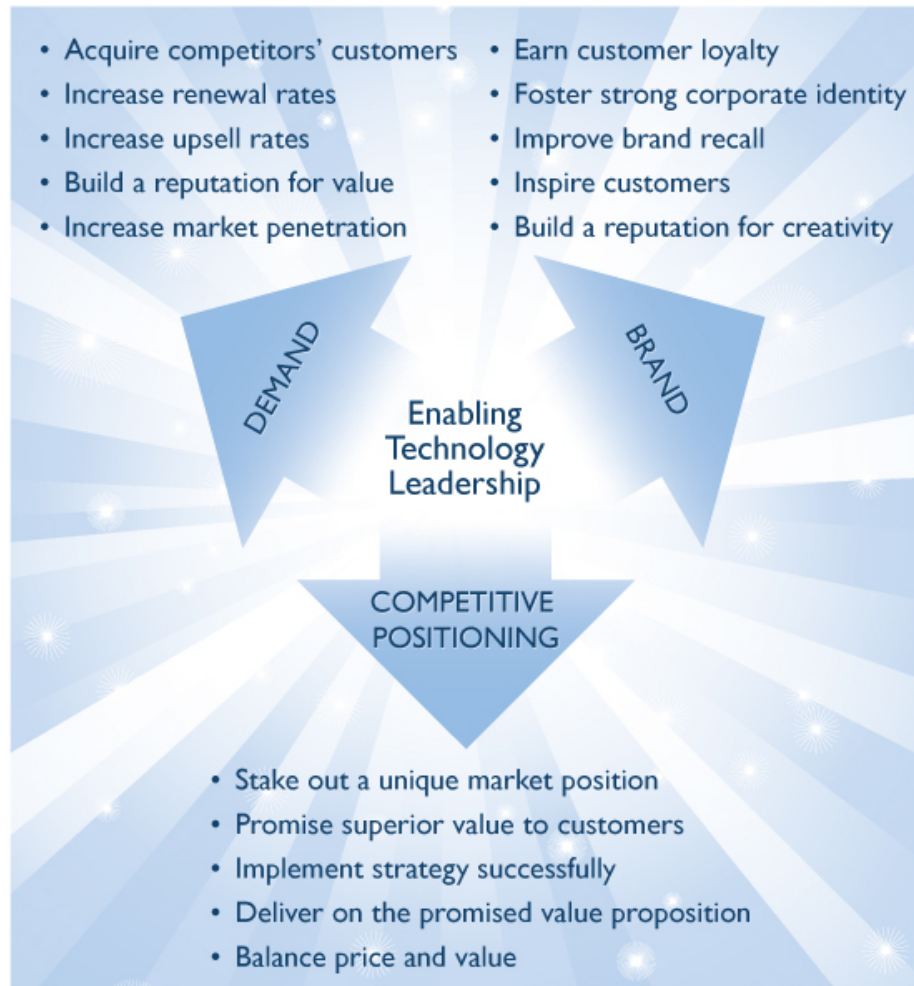 • Acquire competitors’ customers
• Increase renewal rates
• Increase upsell rates
• Build a reputation for value
• Increase market penetration
• Earn customer loyalty
• Foster strong corporate identity
• Improve brand recall
• Inspire customers
• Build a reputation for creativity
DEMAND
BRAND
Enabling
Technology
Leadership
COMPETITIVE
POSITIONING
• Stake out a unique market position
• Promise superior value to customers
• Implement strategy successfully
• Deliver on the promised value proposition
• Balance price and value